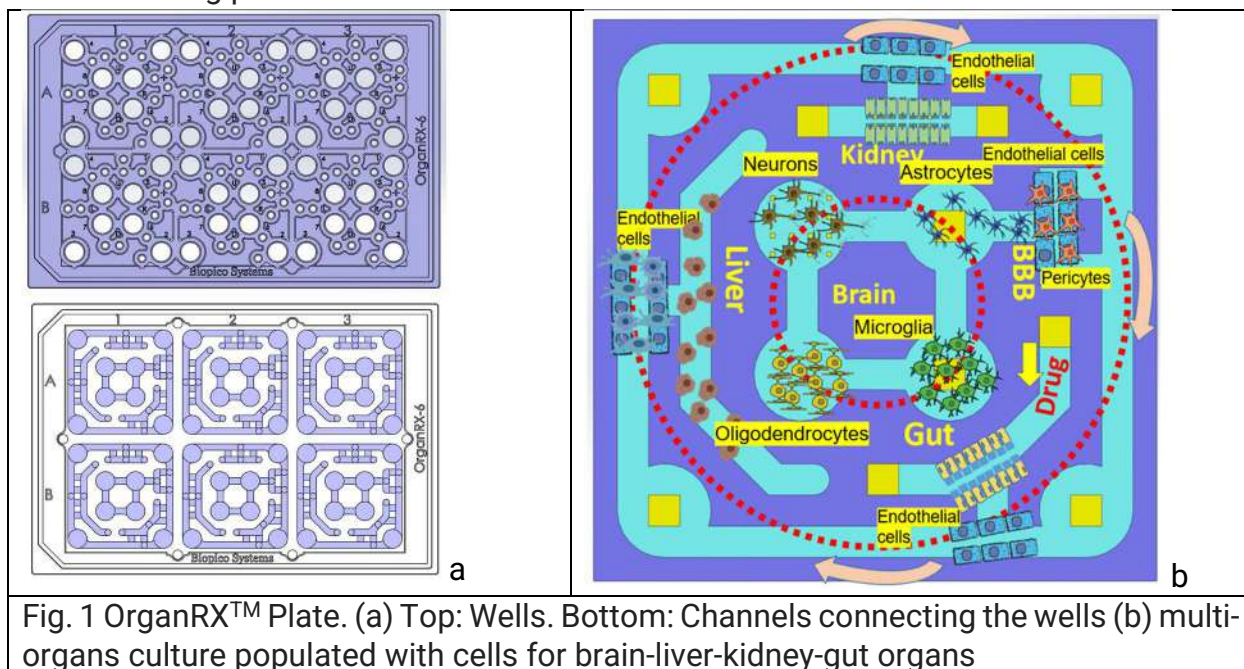 1 2 3
A
B
OrganRX-6
Biopico Systems
1 2 3
A
B
OrganRX-6
Biopico Systems
a
Endothelial
cells
Kidney
Neurons
Astrocytes
Endothelial cells
Endothelial
cells
Liver
Brain
BBB
Pericytes
Microglia
Drug
Oligodendrocytes
Gut
Endothelial
cells
b
Fig. 1 OrganRX™ Plate. (a) Top: Wells. Bottom: Channels connecting the wells (b) multi-
organs culture populated with cells for brain-liver-kidney-gut organs